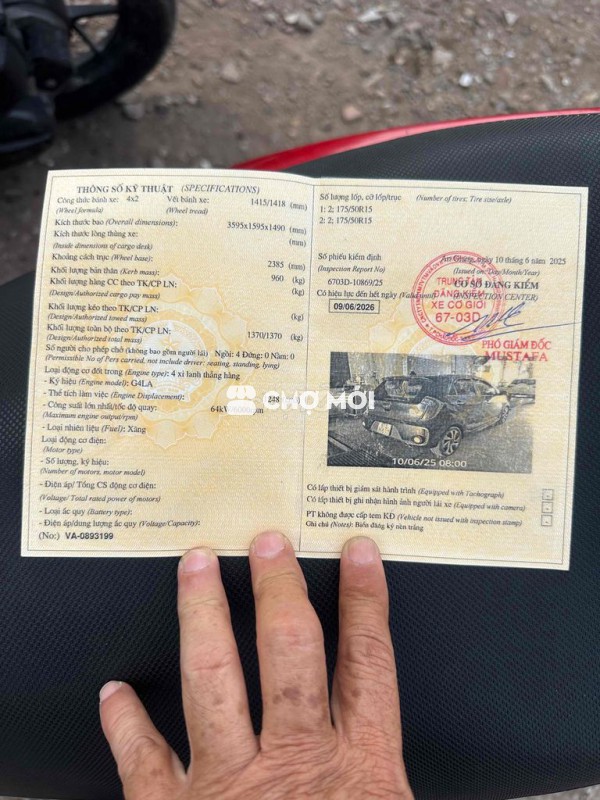 THÔNG SỐ KỸ THUẬT (SPECIFICATIONS)
Công thức bánh xe: 4x2 Vết bánh xe: 1415/1418 (mm)
(Wheel formula) (Wheel tread)
Kích thước bao (Overall dimensions): 3595x1595x1490 (mm)
Kích thước lòng thùng xe: (mm)
(Inside dimensions of cargo desk)
Khoảng cách trục (Wheel base): 2385 (mm)
Khối lượng bản thân (Kerb mass): 960 (kg)
Khối lượng hàng CC theo TK/CP LN: (kg)
(Design/Authorized cargo pay mass)
Khối lượng kéo theo TK/CP LN:
(Design/Authorized towed mass)
Khối lượng toàn bộ theo TK/CP LN: 1370/1370 (kg)
(Design/Authorized total mass)
Số người cho phép chở (không bao gồm người lái) Ngồi: 4 Đứng: 0 Nằm: 0
(Permissible No of Pers carried, not include driver: seating, standing, lying)
Loại động cơ đốt trong (Engine type): 4 xi lanh thẳng hàng
- Ký hiệu (Engine model): G4LA
- Thể tích làm việc (Engine Displacement): 248
- Công suất lớn nhất/tốc độ quay: 64kW/6000rpm
(Maximum engine output/rpm)
- Loại nhiên liệu (Fuel): Xăng
Loại động cơ điện:
(Motor type)
- Số lượng, ký hiệu:
(Number of motors, motor model)
- Điện áp/ Tổng CS động cơ điện:
(Voltage/ Total rated power of motors)
- Loại ắc quy (Battery type):
- Điện áp/dung lượng ắc quy (Voltage/Capacity):
(No:) VA-0893199
Số lượng lốp, cỡ lốp/trục (Number of tires; Tire size/axle)
1: 2; 175/50R15
2: 2; 175/50R15
Số phiếu kiểm định An Giang, ngày 10 tháng 6 năm 2025
(Inspection Report No) (Issued on: Day/Month/Year)
6703D-10869/25 CƠ SỞ ĐĂNG KIỂM
Có hiệu lực đến hết ngày (Valid until) (INSPECTION CENTER)
09/06/2026
TRUNG TÂM
ĐĂNG KIỂM
XE CƠ GIỚI
67-03D
PHÓ GIÁM ĐỐC
MUSTAFA
CHỢ TỐT
10/06/25 08:00
Có lắp thiết bị giám sát hành trình (Equipped with Tachograph)
Có lắp thiết bị ghi nhận hình ảnh người lái xe (Equipped with camera)
PT không được cấp tem KĐ (Vehicle not issued with inspection stamp)
Ghi chú (Notes): Biển đăng ký nền trắng